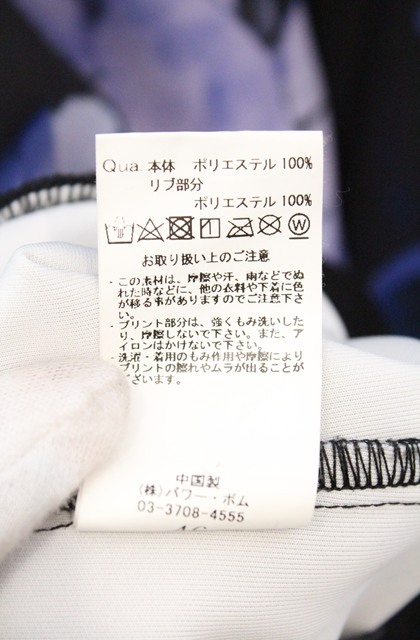 Qua. 本体 ポリエステル 100%
リブ部分
ポリエステル 100%
お取り扱い上のご注意
・この素材は、摩擦や汗、雨などでぬ
れた時などに、他の衣料や下着に色
が移る事がありますのでご注意下
さい。
・プリント部分は、強くもみ洗いした
り、摩擦しないで下さい。また、ア
イロンはかけないで下さい。
・洗濯・着用のもみ作用や摩擦により
プリントの擦れやムラが出ることが
ございます。
中国製
(株)パワー・ボム
03-3708-4555